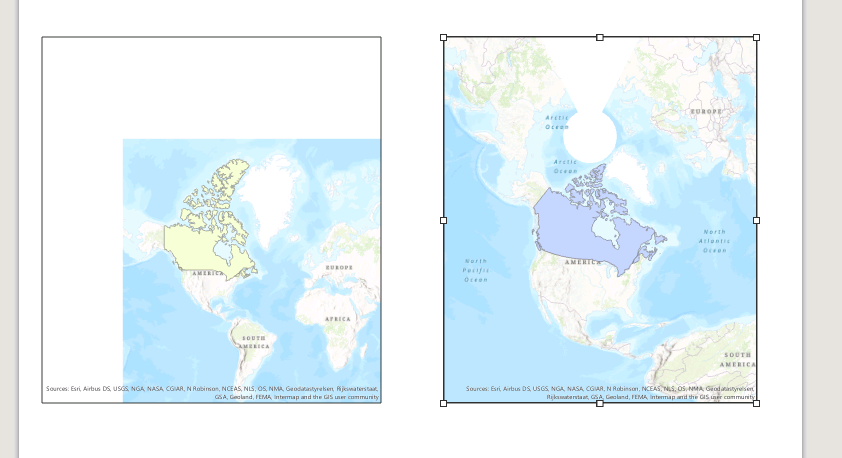 AMERICA
EUROPE
AFRICA
SOUTH
AMERICA
Sources: Esri, Airbus DS, USGS, NGA, NASA, CGIAR, N Robinson, NCEAS, NLS, OS, NMA, Geodatastyrelsen, Rijkswaterstaat,
GSA, Geoland, FEMA, Intermap and the GIS user community
EUROPE
Arctic
Ocean
Arctic
Ocean
North
Atlantic
Ocean
North
Pacific
Ocean
AMERICA
SOUTH
AMERICA
Sources: Esri, Airbus DS, USGS, NGA, NASA, CGIAR, N Robinson, NCEAS, NLS, OS, NMA, Geodatastyrelsen,
Rijkswaterstaat, GSA, Geoland, FEMA, Intermap and the GIS user community